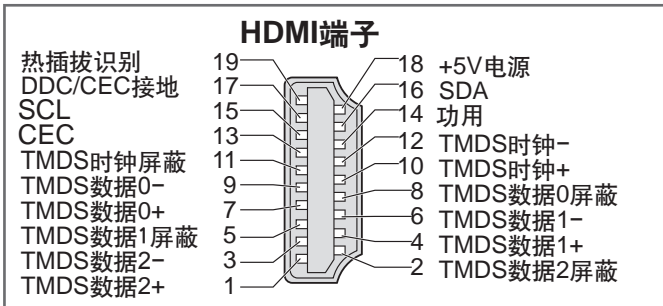 HDMI端子
热插拔识别 19
DDC/CEC接地 17
SCL 15
CEC 13
TMDS时钟屏蔽 11
TMDS数据0− 9
TMDS数据0+ 7
TMDS数据1屏蔽 5
TMDS数据2− 3
TMDS数据2+ 1
18 +5V电源
16 SDA
14 功用
12 TMDS时钟−
10 TMDS时钟+
8 TMDS数据0屏蔽
6 TMDS数据1−
4 TMDS数据1+
2 TMDS数据2屏蔽